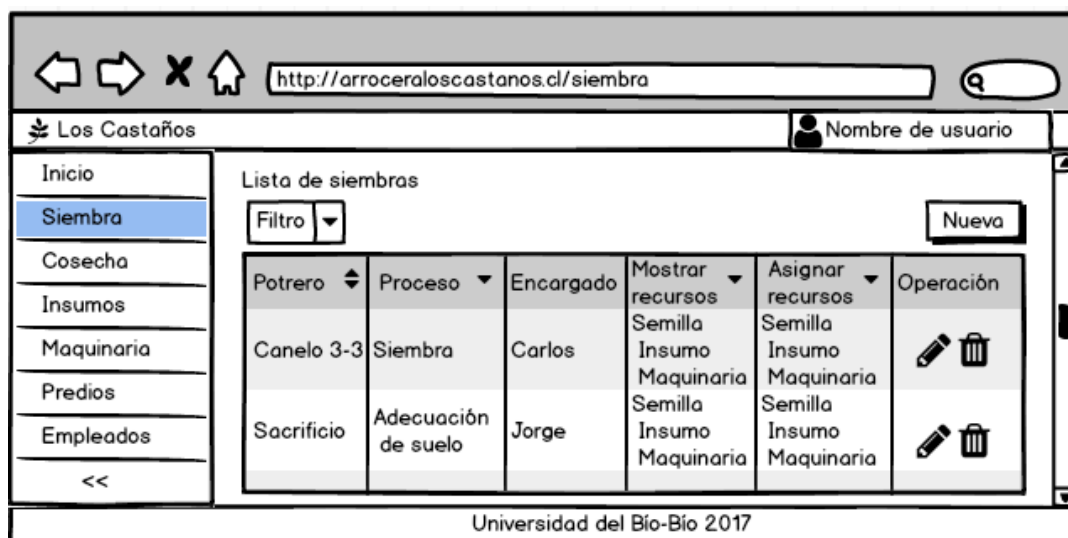 http://arroceraloscastanos.cl/siembra
Los Castaños
Nombre de usuario
Inicio
Siembra
Cosecha
Insumos
Maquinaria
Predios
Empleados
<<
Lista de siembras
Filtro
Nueva
Potrero
Proceso
Encargado
Mostrar
recursos
Asignar
recursos
Operación
Canelo 3-3
Siembra
Carlos
Semilla
Insumo
Maquinaria
Semilla
Insumo
Maquinaria
Sacrificio
Adecuación
de suelo
Jorge
Semilla
Insumo
Maquinaria
Semilla
Insumo
Maquinaria
Universidad del Bío-Bío 2017